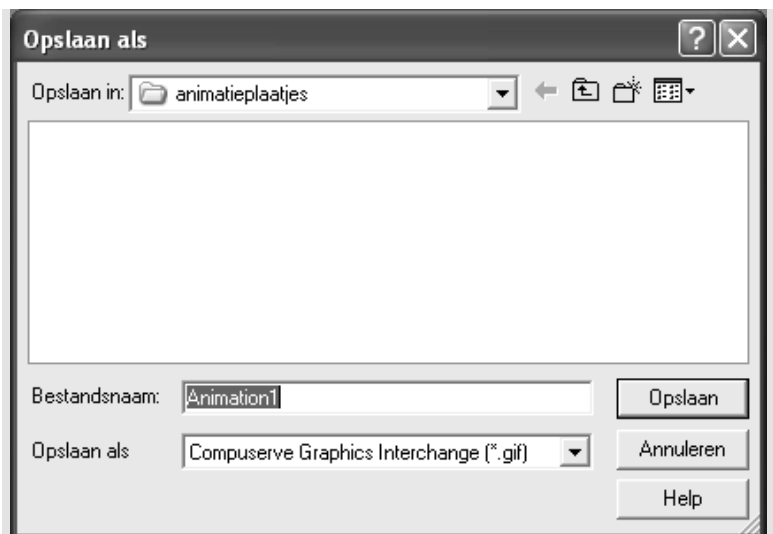 Opslaan als
Opslaan in: animatieplaatjes
Bestandsnaam: Animation1 Opslaan
Opslaan als Compuserve Graphics Interchange (*.gif) Annuleren
Help